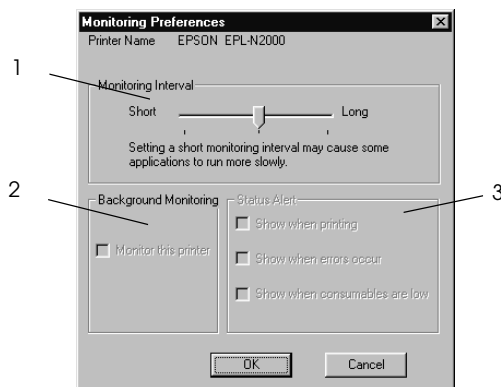 Monitoring Preferences
Printer Name EPSON EPL-N2000
1
Monitoring Interval
Short Long
Setting a short monitoring interval may cause some
applications to run more slowly.
2
Background Monitoring
Monitor this printer
3
Status Alert
Show when printing
Show when errors occur
Show when consumables are low
OK Cancel